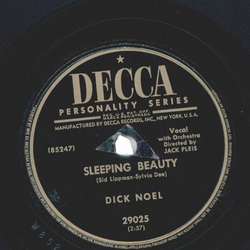 DECCA
PERSONALITY SERIES
MANUFACTURED BY DECCA RECORDS, INC., NEW YORK, U.S.A.
(85247)
Vocal
with Orchestra
Directed by
JACK PLEIS
SLEEPING BEAUTY
(Sid Lippman-Sylvia Dee)
DICK NOEL
29025
(2:57)